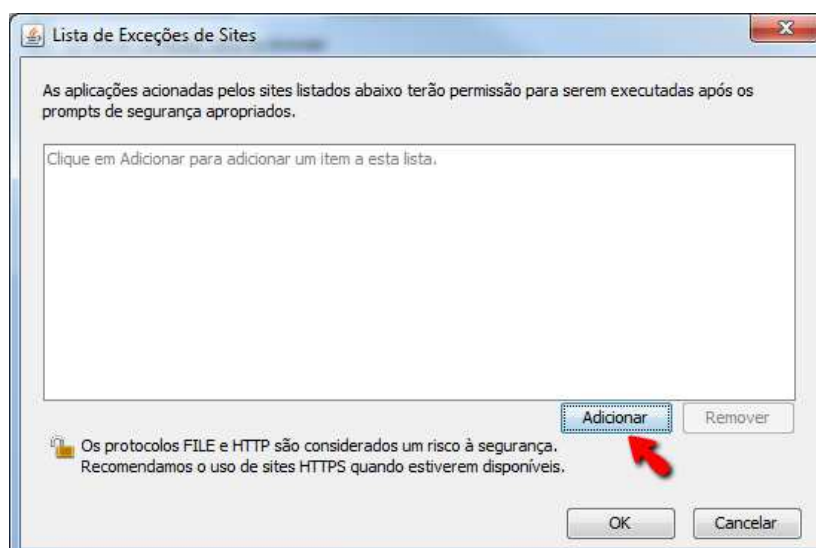 Lista de Exceções de Sites
As aplicações acionadas pelos sites listados abaixo terão permissão para serem executadas após os
prompts de segurança apropriados.
Clique em Adicionar para adicionar um item a esta lista.
Adicionar
Remover
Os protocolos FILE e HTTP são considerados um risco à segurança.
Recomendamos o uso de sites HTTPS quando estiverem disponíveis.
OK
Cancelar